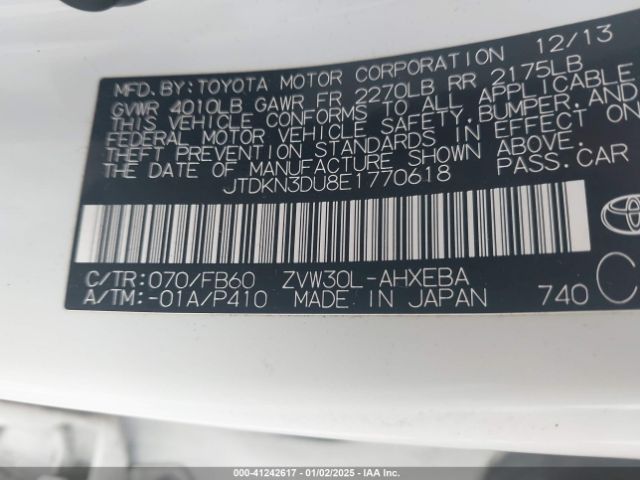 MFD. BY: TOYOTA MOTOR CORPORATION 12/13
GVWR 4010LB GAWR FR 2270LB RR 2175LB
THIS VEHICLE CONFORMS TO ALL APPLICABLE
FEDERAL MOTOR VEHICLE SAFETY, BUMPER, AND
THEFT PREVENTION STANDARDS IN EFFECT ON
THE DATE OF MANUFACTURE SHOWN ABOVE.
JTDKN3DU8E1770618 PASS. CAR
C/TR: 070/FB60 ZVW30L-AHXEBA C
A/TM: -01A/P410 MADE IN JAPAN 740
000-41242617 - 01/02/2025 - IAA Inc.